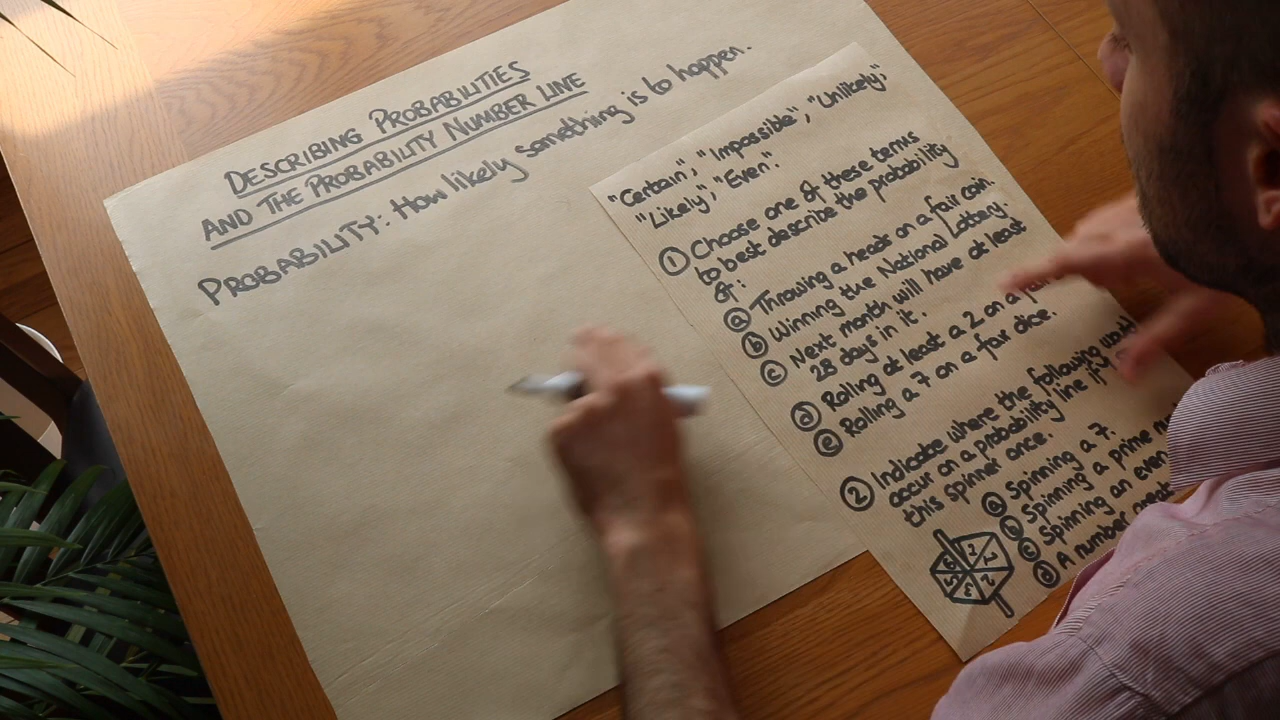 DESCRIBING PROBABILITIES
AND THE PROBABILITY NUMBER LINE
PROBABILITY: How likely something is to happen.
"Certain", "Impossible", "Unlikely",
"Likely", "Even".
① Choose one of these terms
to best describe the probability
of:
ⓐ Throwing a heads on a fair coin.
ⓑ Winning the National Lottery.
ⓒ Next month will have at least
28 days in it.
ⓓ Rolling at least a 2 on a fair
ⓔ Rolling a 7 on a fair dice.
② Indicate where the following would
occur on a probability line if
this spinner once.
ⓐ Spinning a 7.
ⓑ Spinning a prime
ⓒ Spinning an even
ⓓ A number